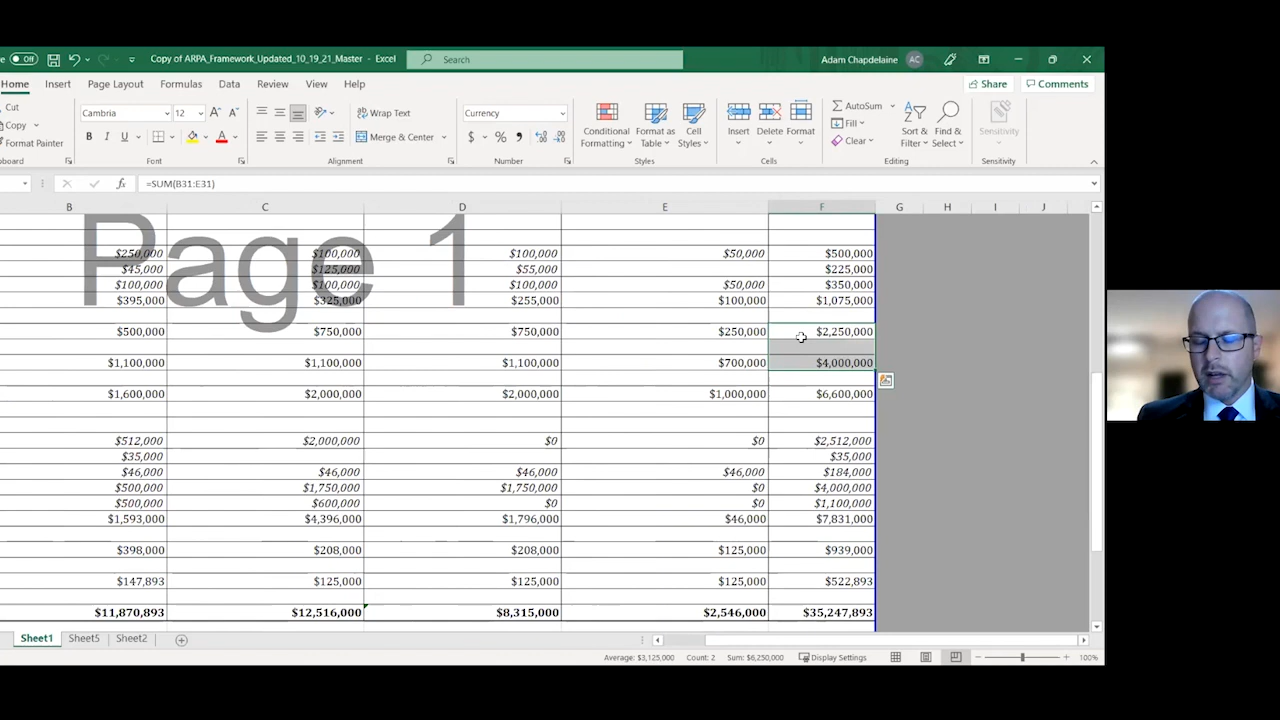 Off Copy of ARPA_Framework_Updated_10_19_21_Master - Excel Search Adam Chapdelaine AC
Home Insert Page Layout Formulas Data Review View Help Share Comments
Cut
Copy
Format Painter
Cambria 12 A A
B I U A
Wrap Text
Merge & Center
Currency
$ % 9
Conditional Formatting
Format as Table
Cell Styles
Insert Delete Format
AutoSum
Fill
Clear
Sort & Filter
Find & Select
Sensitivity
Font Alignment Number Styles Cells Editing Sensitivity
fx =SUM(B31:E31)
B C D E F G H I J
Page 1
$250,000 $100,000 $100,000 $50,000 $500,000
$45,000 $125,000 $55,000 $225,000
$100,000 $100,000 $100,000 $50,000 $350,000
$395,000 $325,000 $255,000 $100,000 $1,075,000
$500,000 $750,000 $750,000 $250,000 $2,250,000
$1,100,000 $1,100,000 $1,100,000 $700,000 $4,000,000
$1,600,000 $2,000,000 $2,000,000 $1,000,000 $6,600,000
$512,000 $2,000,000 $0 $0 $2,512,000
$35,000 $35,000
$46,000 $46,000 $46,000 $46,000 $184,000
$500,000 $1,750,000 $1,750,000 $0 $4,000,000
$500,000 $600,000 $0 $0 $1,100,000
$1,593,000 $4,396,000 $1,796,000 $46,000 $7,831,000
$398,000 $208,000 $208,000 $125,000 $939,000
$147,893 $125,000 $125,000 $125,000 $522,893
$11,870,893 $12,516,000 $8,315,000 $2,546,000 $35,247,893
Sheet1 Sheet5 Sheet2
Average: $3,125,000 Count: 2 Sum: $6,250,000 Display Settings 100%